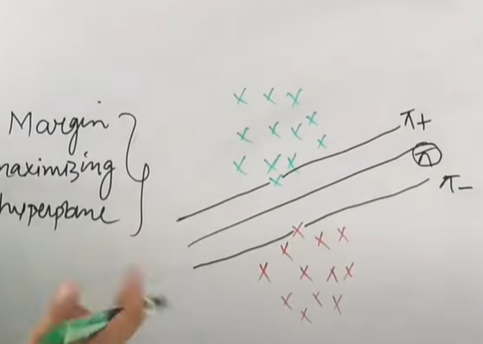 Margin
maximizing
hyperplane
π+
π
π-